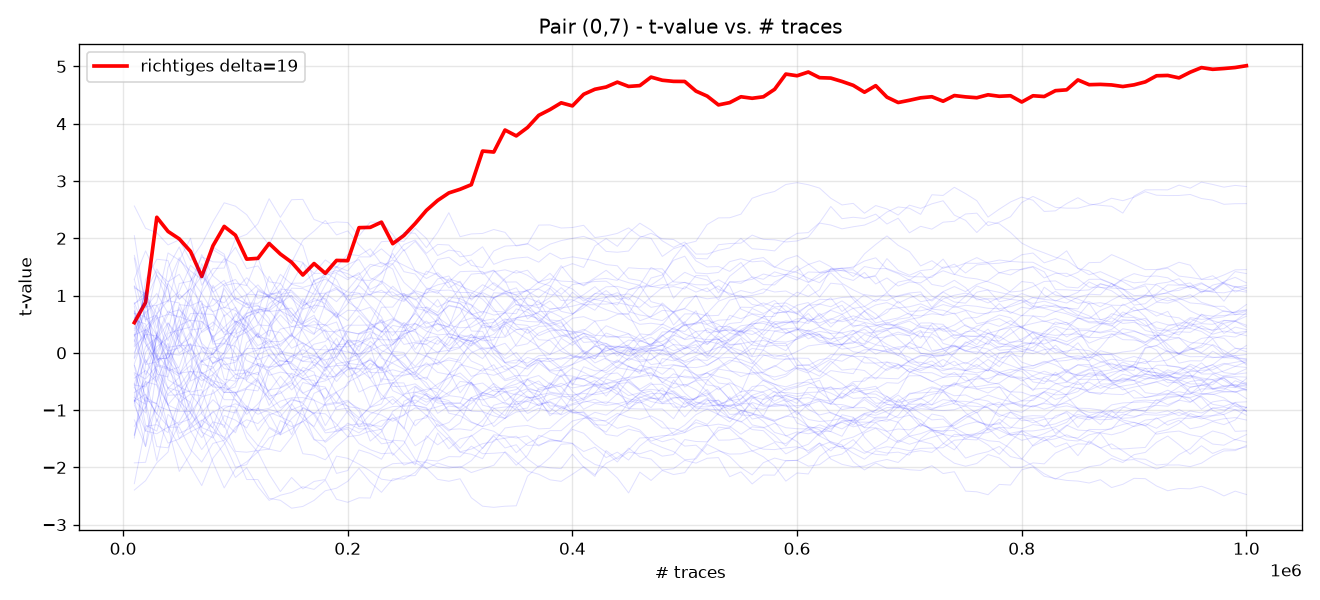 Pair (0,7) - t-value vs. # traces
richtiges delta=19
t-value
5
4
3
2
1
0
−1
−2
−3
0.0 0.2 0.4 0.6 0.8 1.0
1e6
# traces